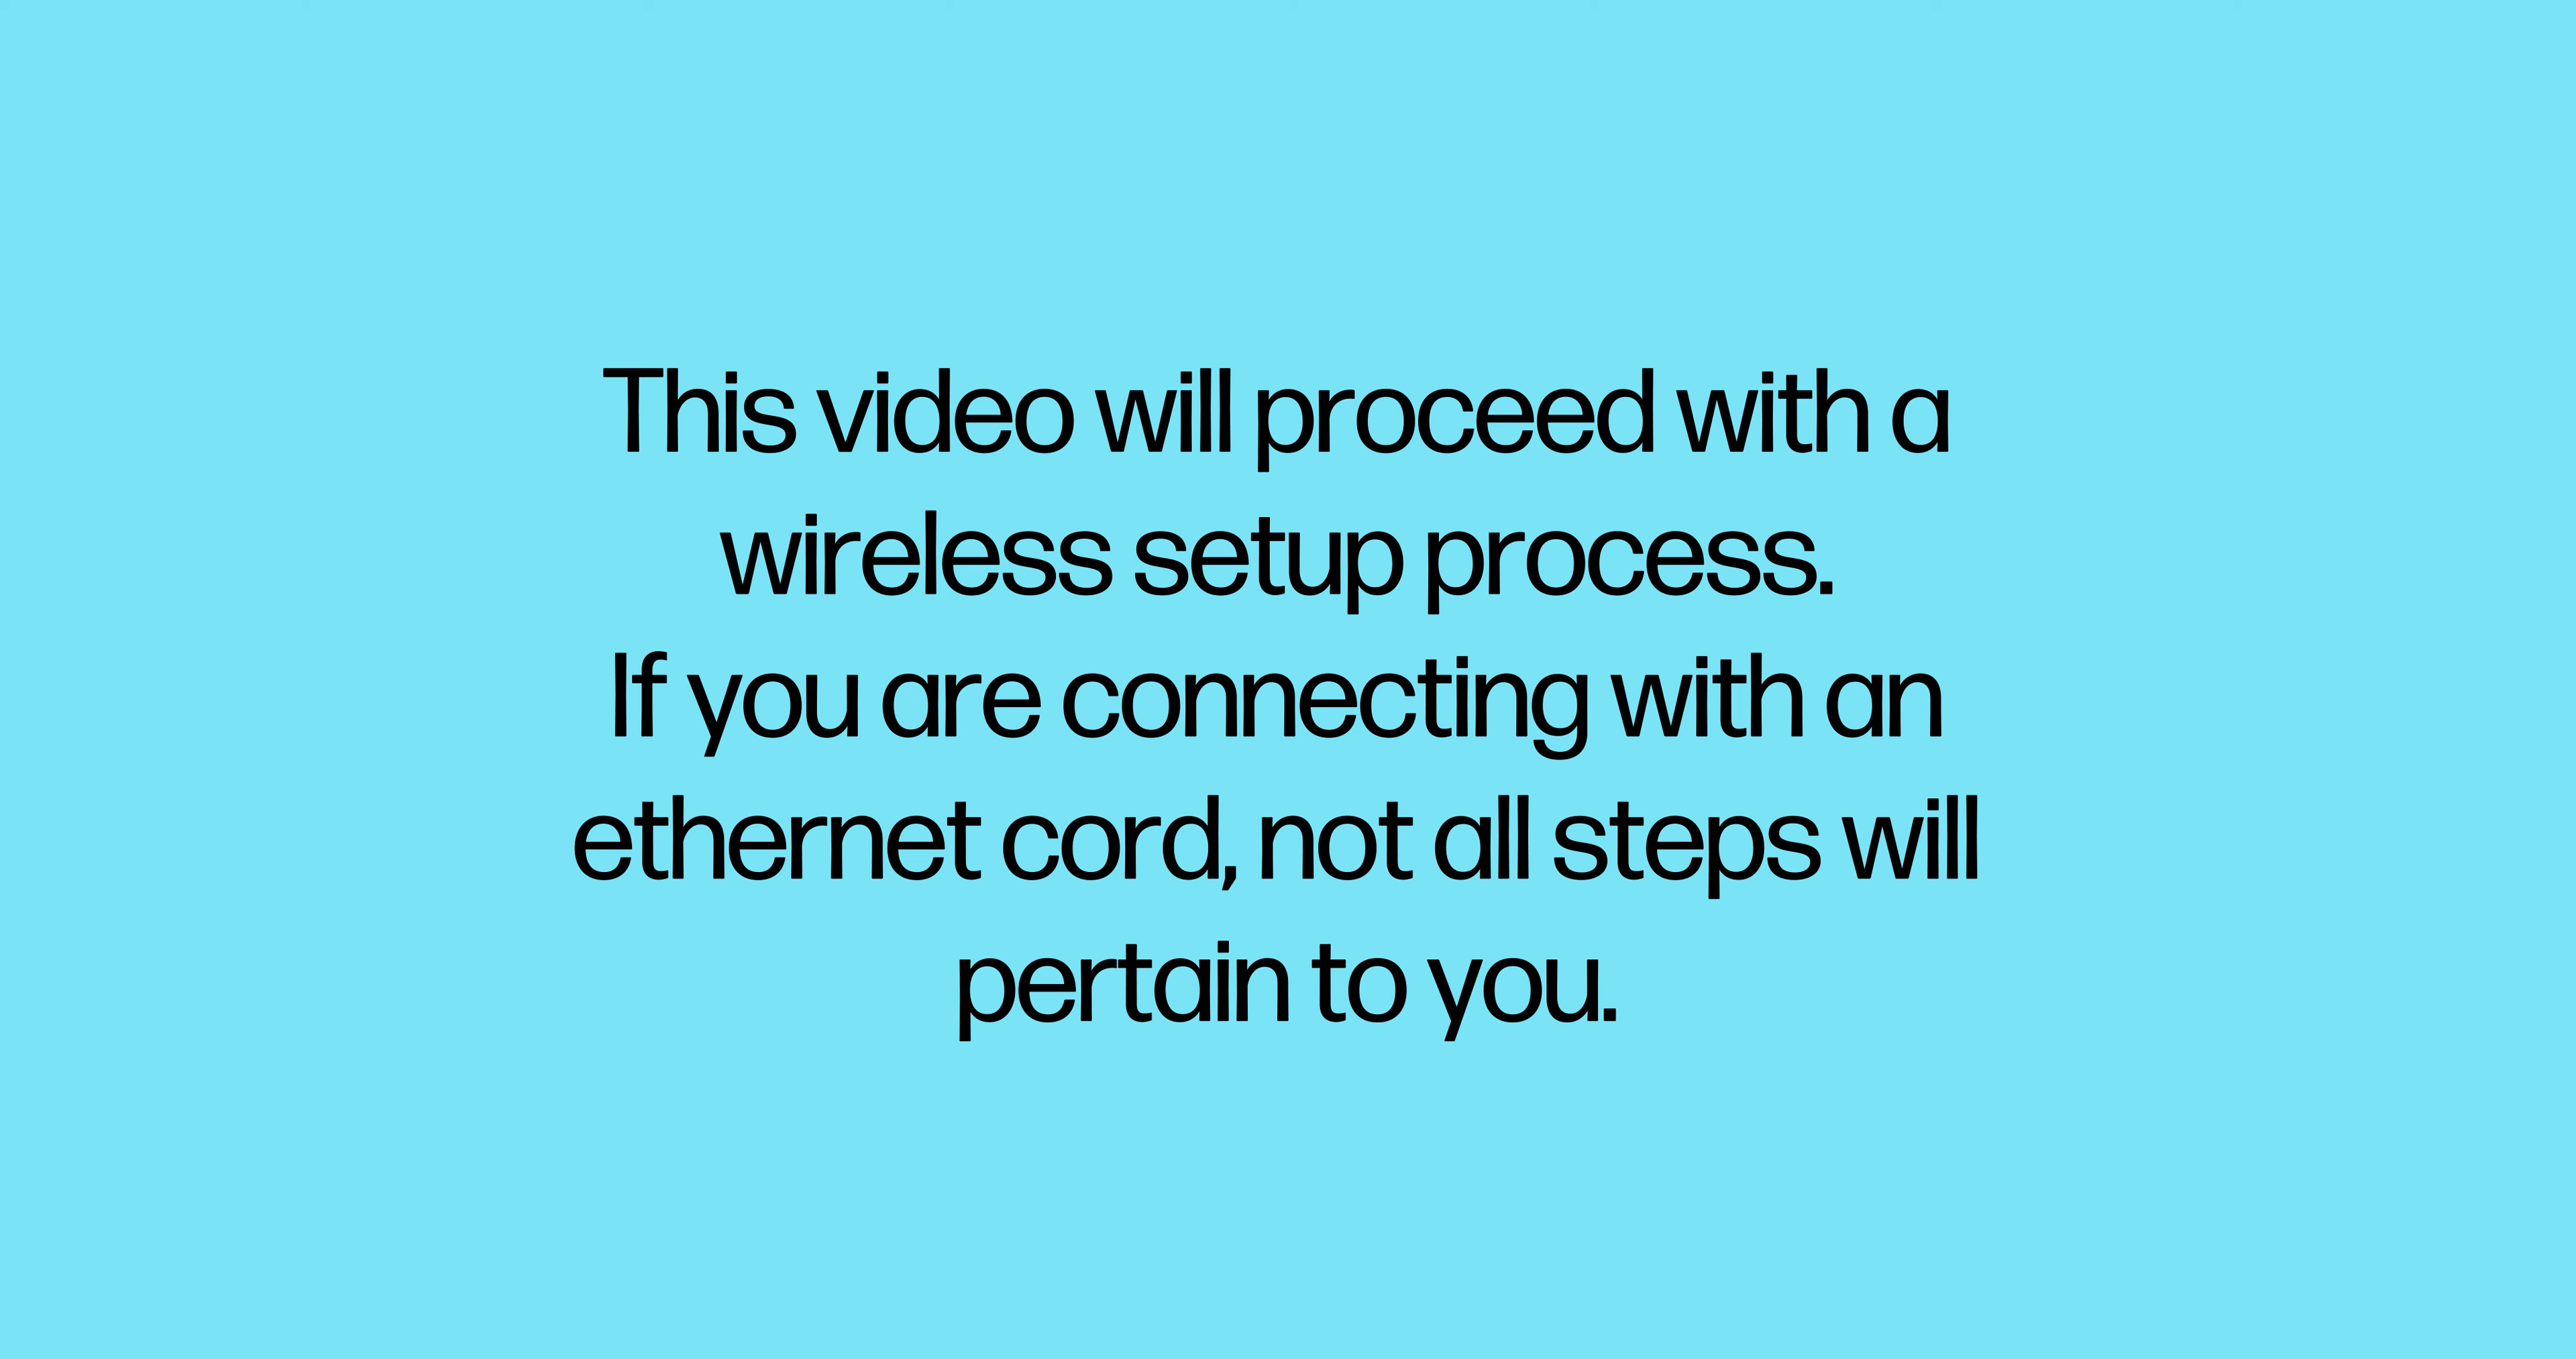 This video will proceed with a
wireless setup process.
If you are connecting with an
ethernet cord, not all steps will
pertain to you.